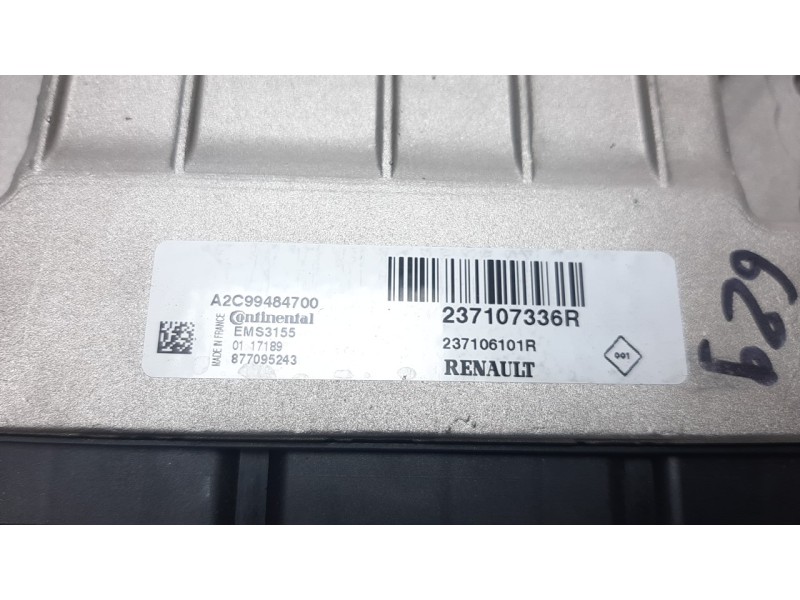 A2C99484700
Continental
EMS3155
01 17189
877095243
MADE IN FRANCE
237107336R
237106101R
RENAULT
001
629